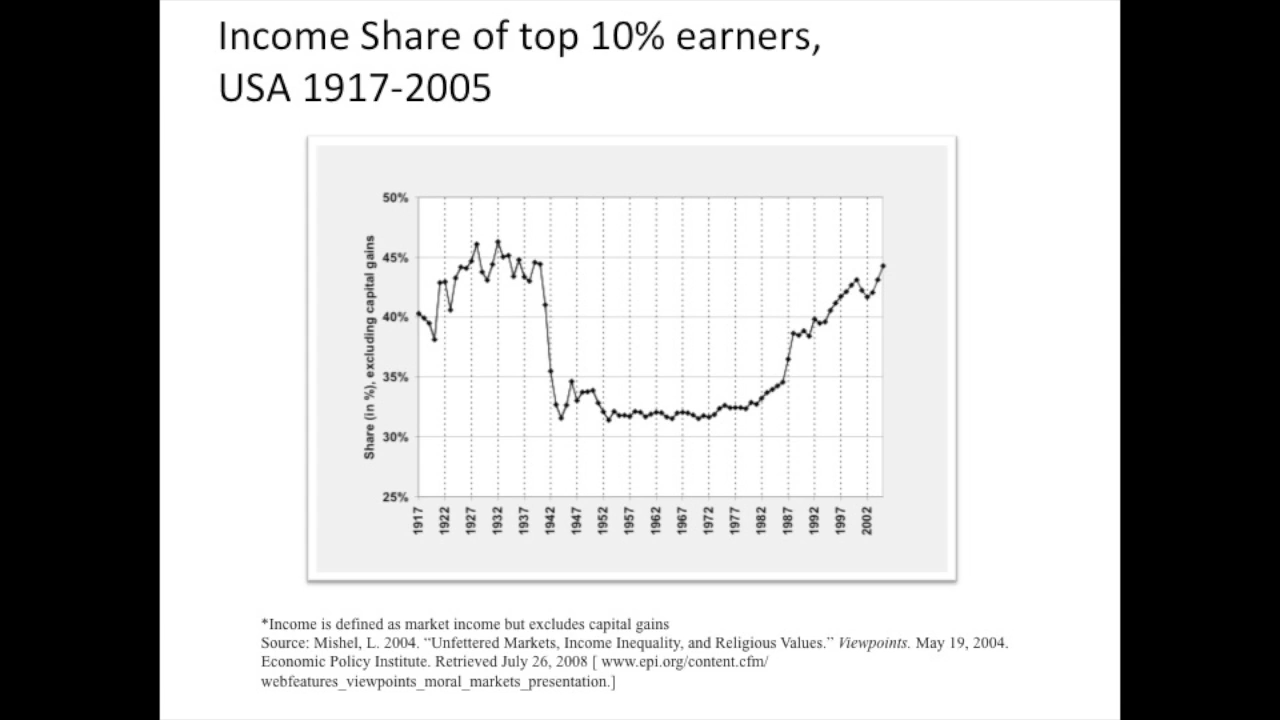 Income Share of top 10% earners,
USA 1917-2005
Share (in %), excluding capital gains
50%
45%
40%
35%
30%
25%
1917 1922 1927 1932 1937 1942 1947 1952 1957 1962 1967 1972 1977 1982 1987 1992 1997 2002
*Income is defined as market income but excludes capital gains
Source: Mishel, L. 2004. “Unfettered Markets, Income Inequality, and Religious Values.” Viewpoints. May 19, 2004.
Economic Policy Institute. Retrieved July 26, 2008 [ www.epi.org/content.cfm/
webfeatures_viewpoints_moral_markets_presentation.]